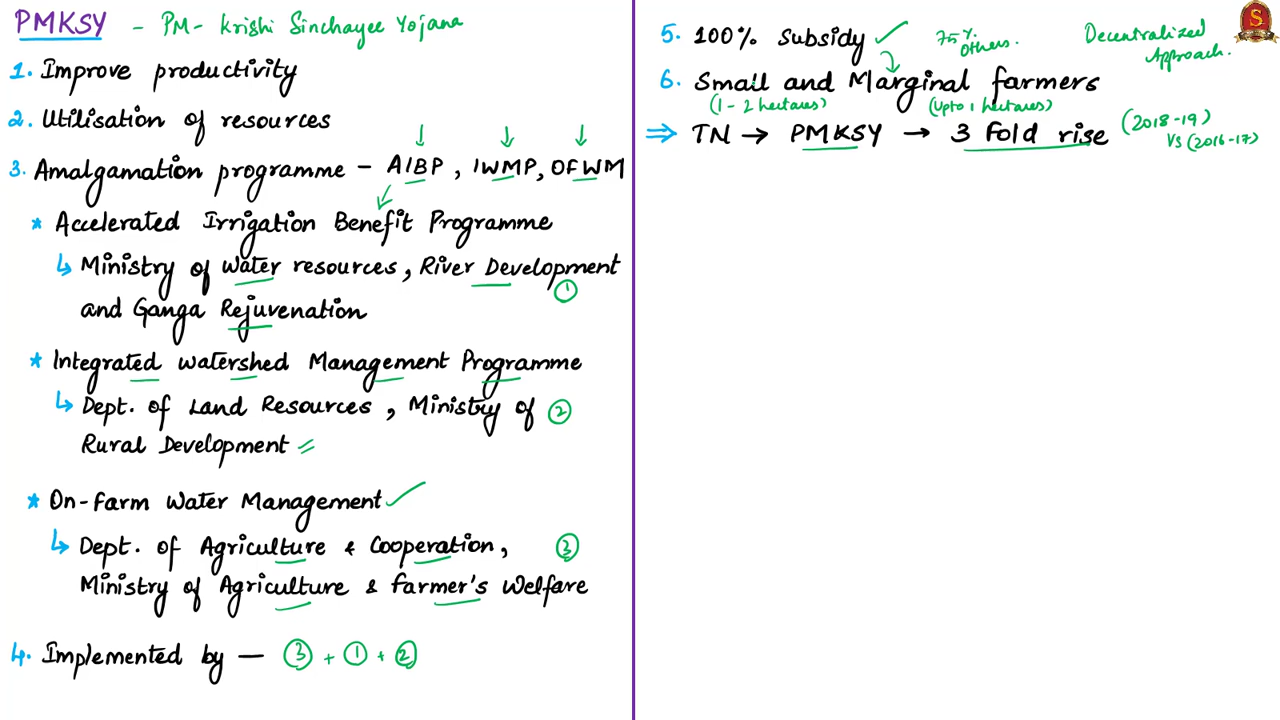 PMKSY - PM- Krishi Sinchayee Yojana
1. Improve productivity
2. Utilisation of resources
3. Amalgamation programme - AIBP, IWMP, OFWM
* Accelerated Irrigation Benefit Programme
↳ Ministry of water resources, River Development ①
and Ganga Rejuvenation
* Integrated watershed Management Programme
↳ Dept. of Land Resources, Ministry of ②
Rural Development
* On-farm Water Management ✓
↳ Dept. of Agriculture & Cooperation, ③
Ministry of Agriculture & farmer's Welfare
4. Implemented by — ③ + ① + ②
5. 100% Subsidy ✓
75% others.
Decentralized
Approach.
6. Small and Marginal farmers
(1-2 hectares) (Upto 1 hectares)
⇒ TN → PMKSY → 3 fold rise (2018-19)
Vs (2016-17)
S